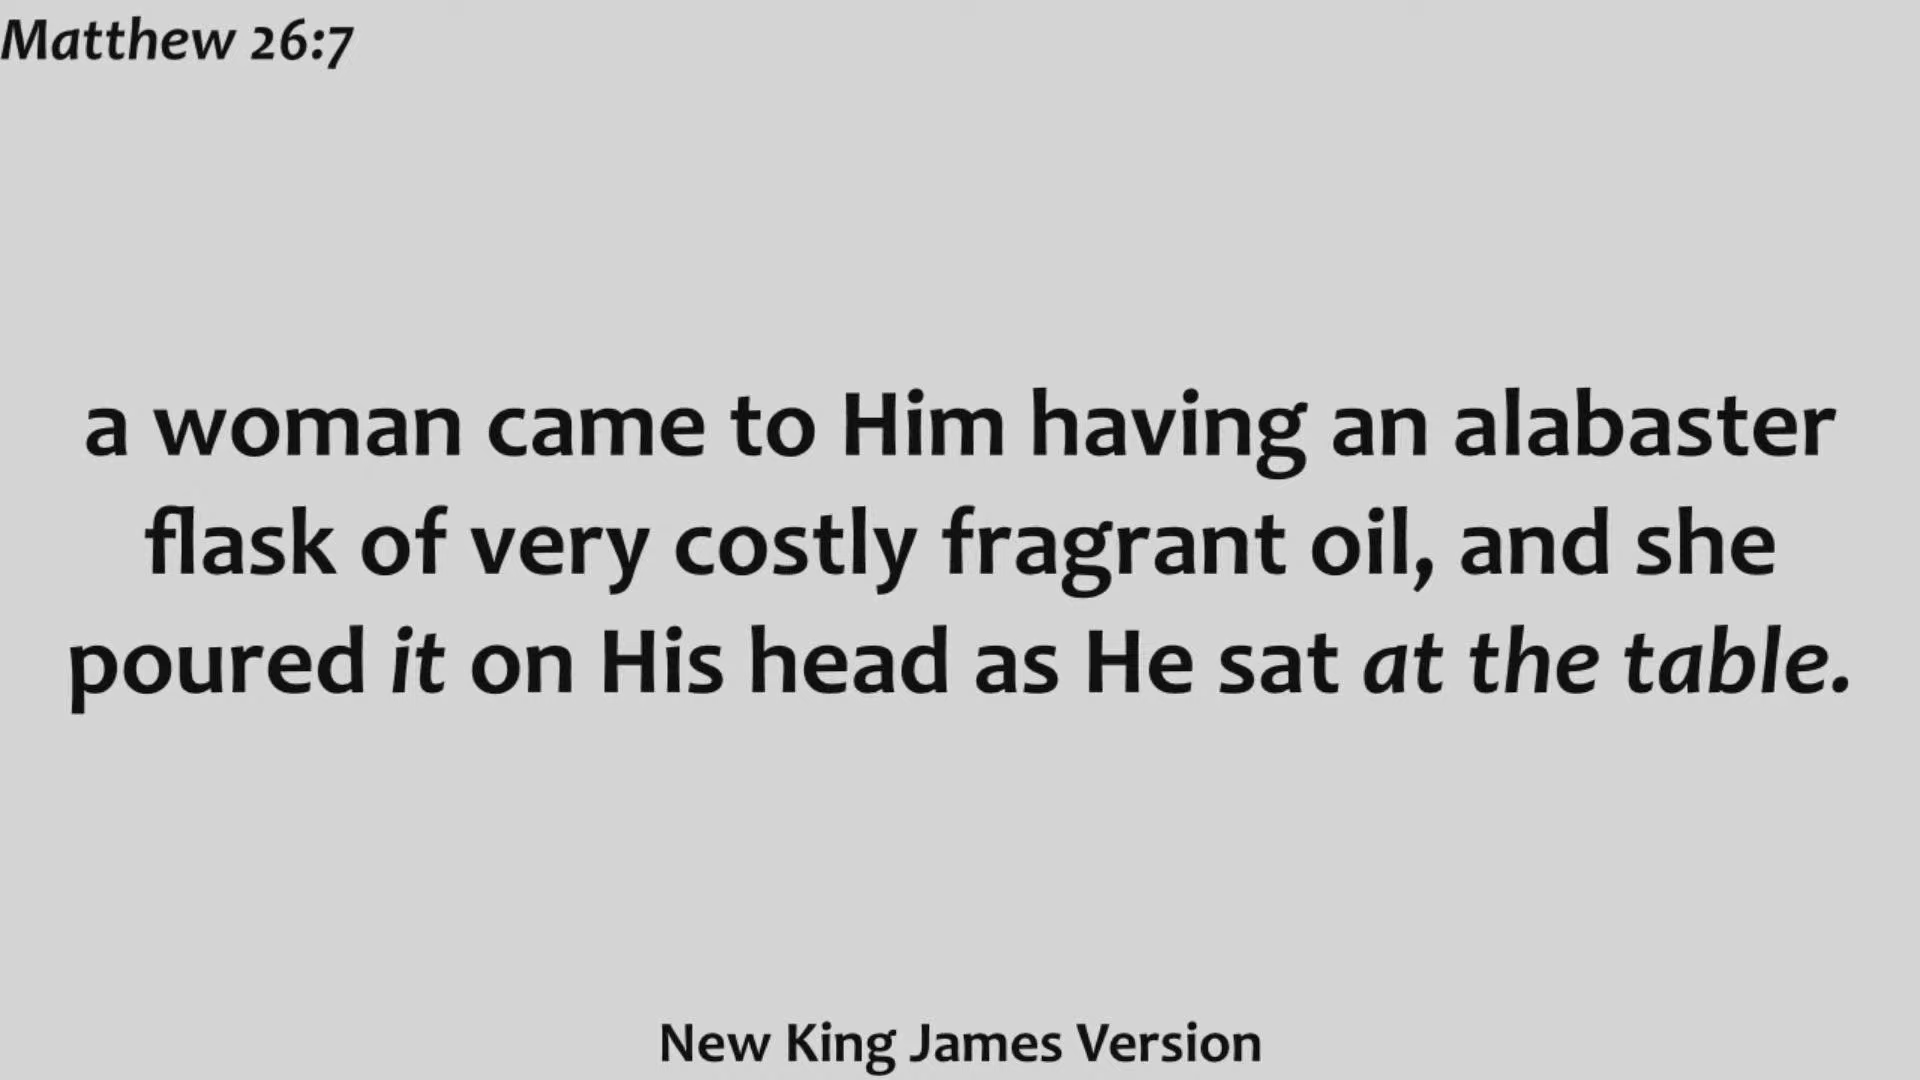 Matthew 26:7
a woman came to Him having an alabaster
flask of very costly fragrant oil, and she
poured it on His head as He sat at the table.
New King James Version